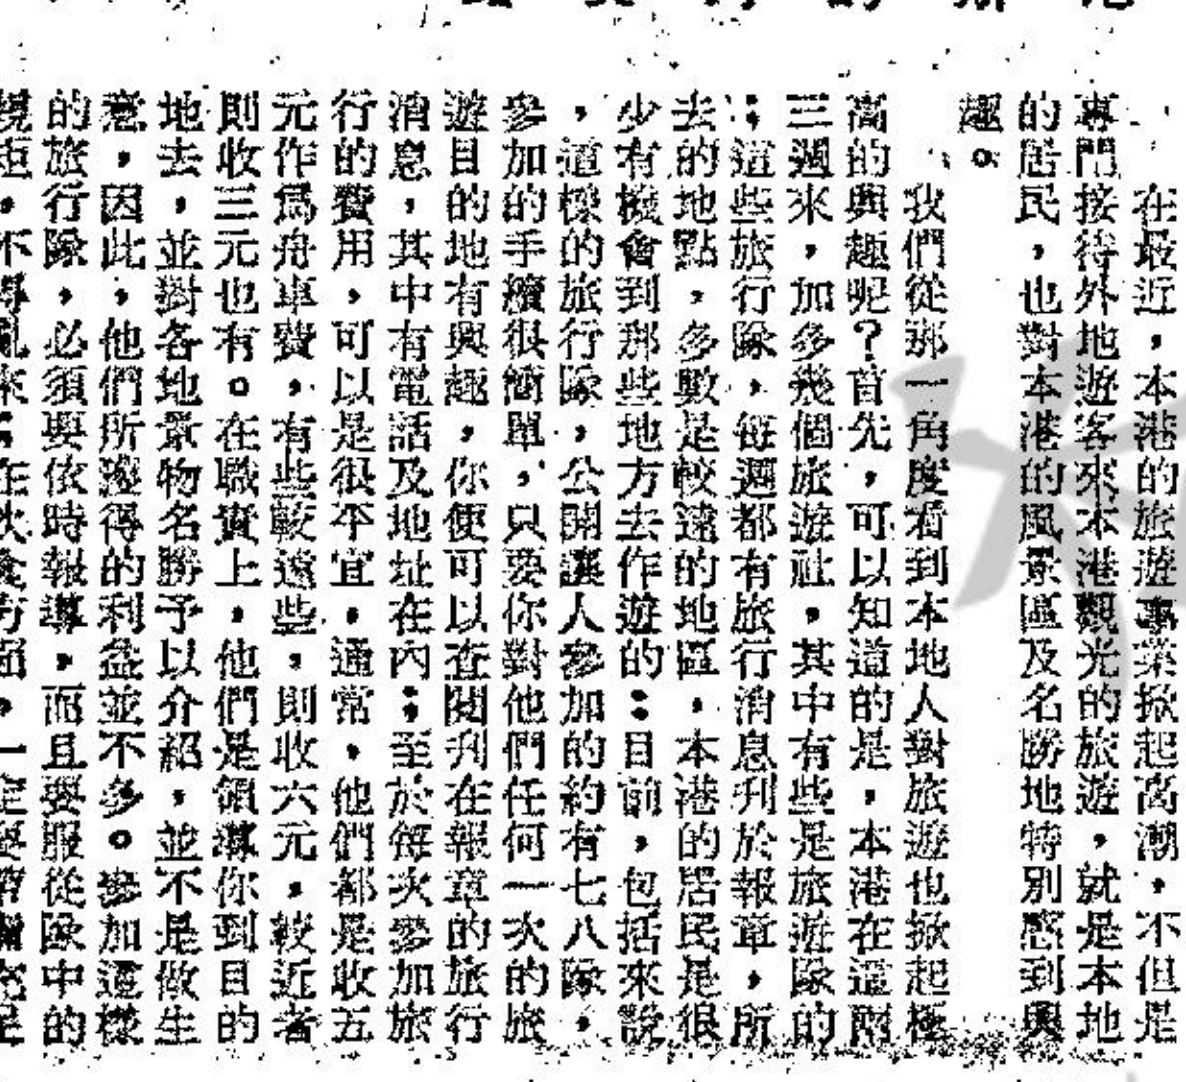 在最近，本港的旅遊事業掀起高潮，不但是
專門接待外地遊客來本港觀光的旅遊，就是本地
的居民，也對本港的風景區及名勝地特別感到興
趣。
我們從那一角度看到本地人對旅遊也掀起極
高的興趣呢？首先，可以知道的是，本港在這兩
三週來，加多幾個旅遊社，其中有些是旅遊隊的
；這些旅行隊，每週都有旅行消息刊於報章，所
去的地點，多數是較遠的地區，本港的居民是很
少有機會到那些地方去作遊的：目前，包括來說
，這樣的旅行隊，公開讓人參加的約有七八隊，
參加的手續很簡單，只要你對他們任何一次的旅
遊目的地有興趣，你便可以查閱刊在報章的旅行
消息，其中有電話及地址在內；至於每次參加旅
行的費用，可以是很平宜，通常，他們都是收五
元作為舟車費，有些較遠些，則收六元，較近者
則收三元也有。在職責上，他們是領導你到目的
地去，並對各地景物名勝予以介紹，並不是做生
意，因此，他們所獲得的利益並不多。參加這樣
的旅行隊，必須要依時報導，而且要服從隊中的